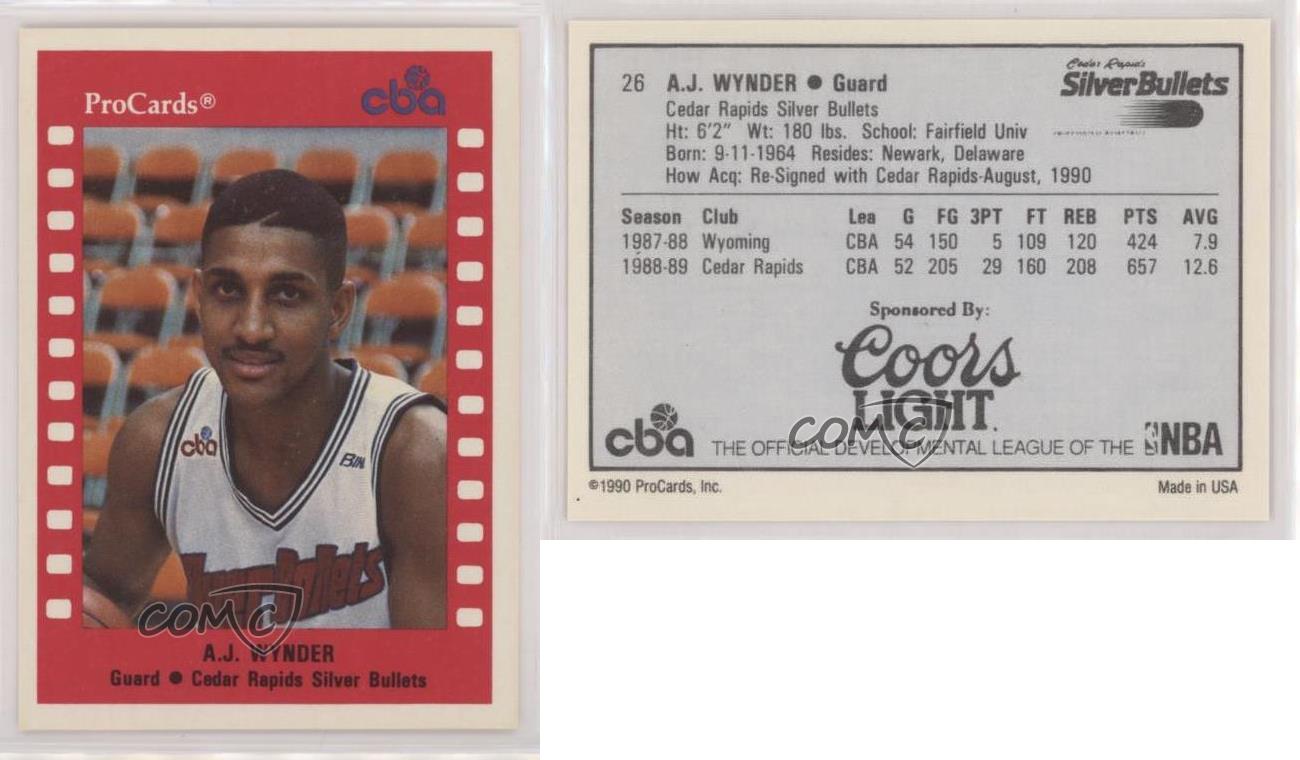 ProCards®
cba
cba
BIKE
Silver Bullets
COMC
A.J. WYNDER
Guard ● Cedar Rapids Silver Bullets
26 A.J. WYNDER ● Guard
Cedar Rapids Silver Bullets
Ht: 6'2" Wt: 180 lbs. School: Fairfield Univ
Born: 9-11-1964 Resides: Newark, Delaware
How Acq: Re-Signed with Cedar Rapids-August, 1990
Cedar Rapids
SilverBullets
Season Club Lea G FG 3PT FT REB PTS AVG
1987-88 Wyoming CBA 54 150 5 109 120 424 7.9
1988-89 Cedar Rapids CBA 52 205 29 160 208 657 12.6
Sponsored By:
Coors
LIGHT.
COMC
cba THE OFFICIAL DEVELOPMENTAL LEAGUE OF THE NBA
©1990 ProCards, Inc. Made in USA